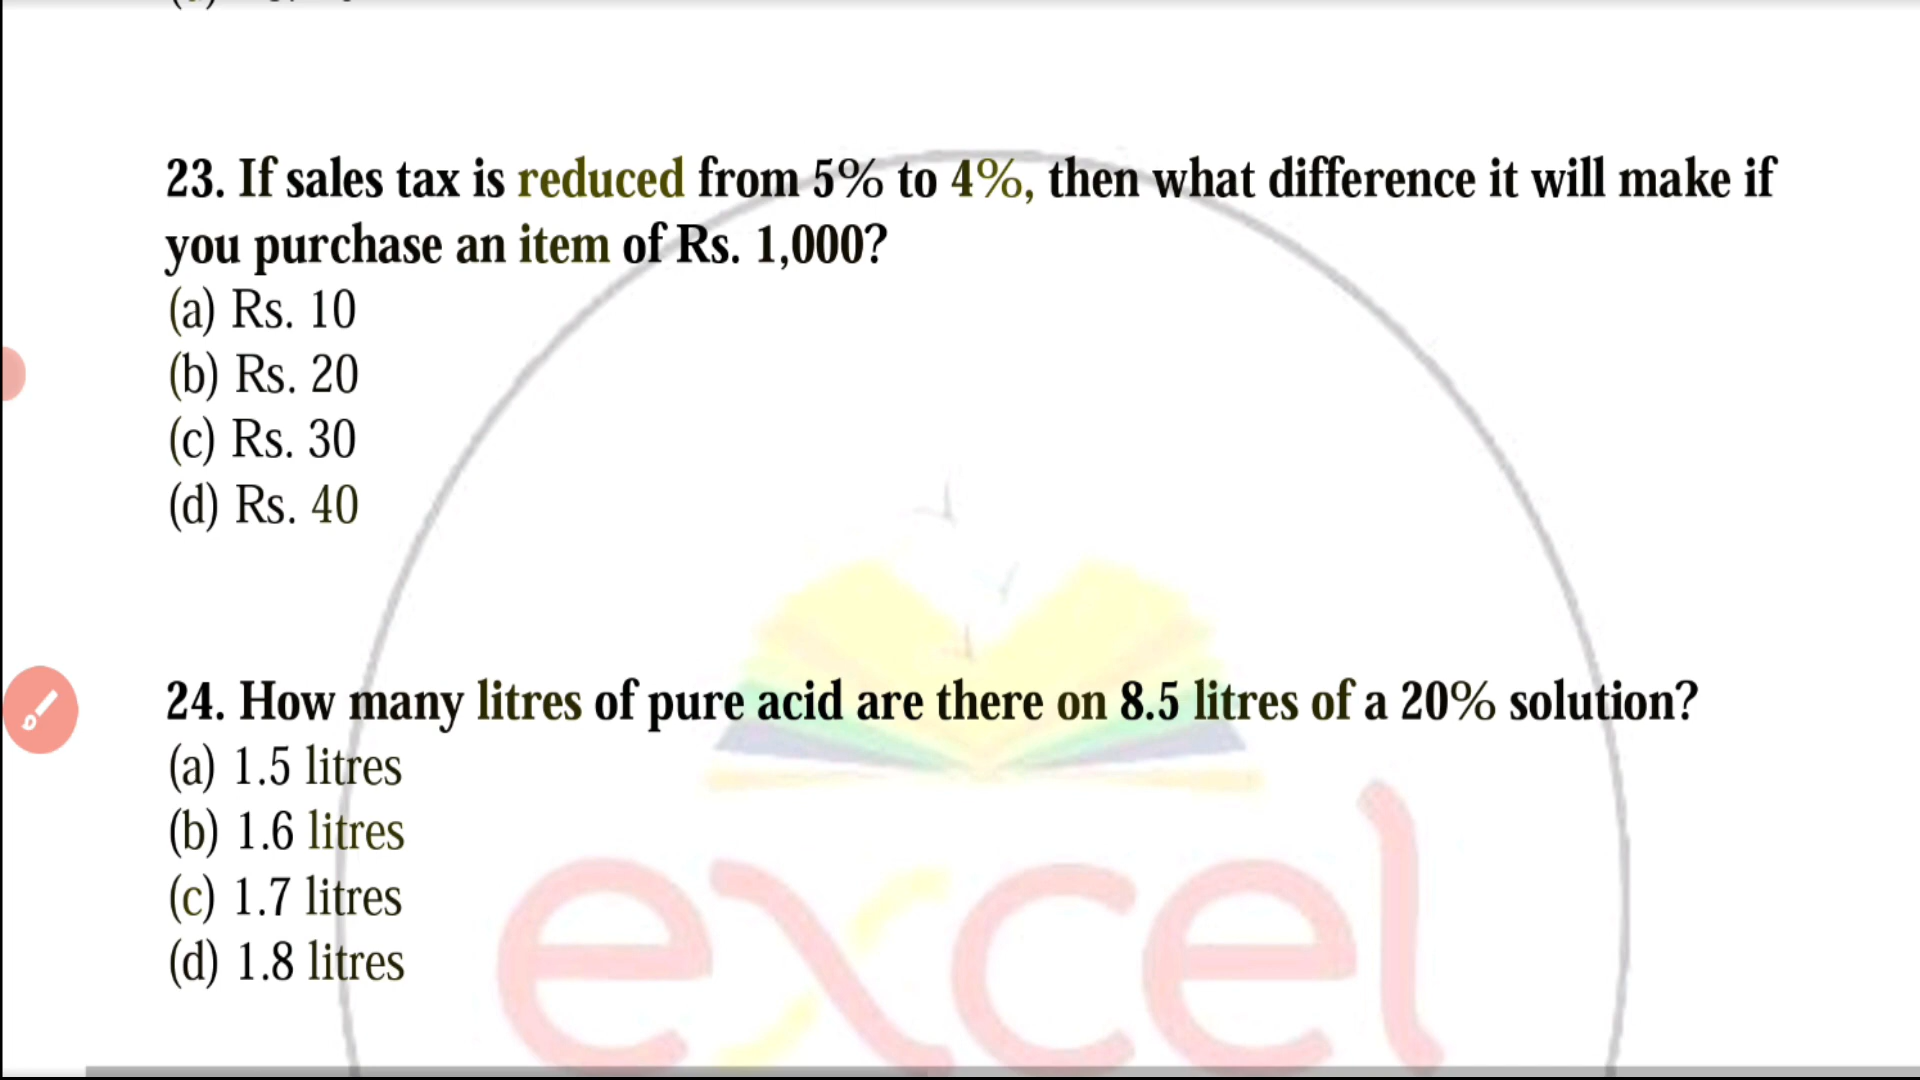 23. If sales tax is reduced from 5% to 4%, then what difference it will make if
you purchase an item of Rs. 1,000?
(a) Rs. 10
(b) Rs. 20
(c) Rs. 30
(d) Rs. 40
24. How many litres of pure acid are there on 8.5 litres of a 20% solution?
(a) 1.5 litres
(b) 1.6 litres
(c) 1.7 litres
(d) 1.8 litres
excel